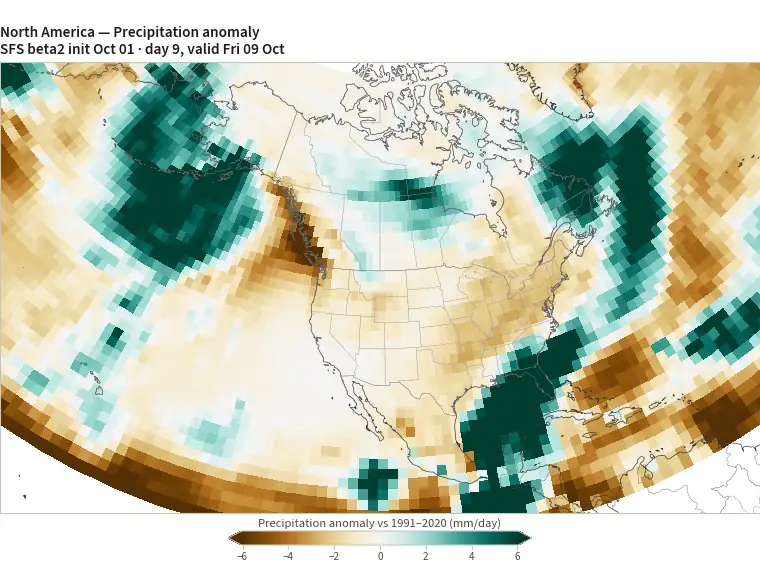 North America — Precipitation anomaly
SFS beta2 init Oct 01 · day 9, valid Fri 09 Oct
Precipitation anomaly vs 1991–2020 (mm/day)
−6 −4 −2 0 2 4 6